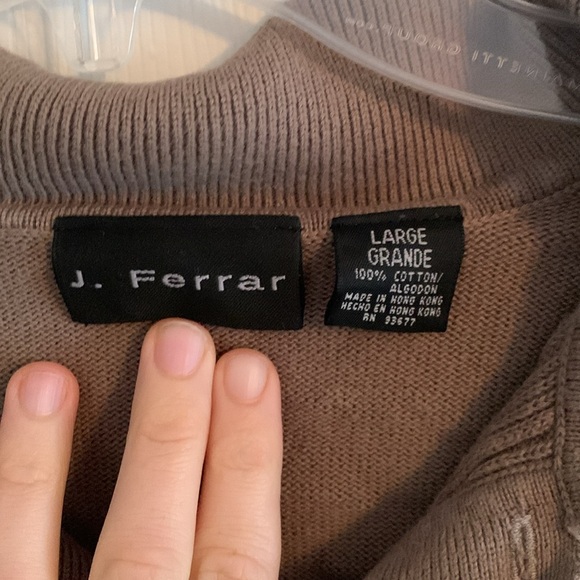 J. Ferrar
LARGE
GRANDE
100% COTTON/
ALGODON
MADE IN HONG KONG
HECHO EN HONG KONG
RN 93677